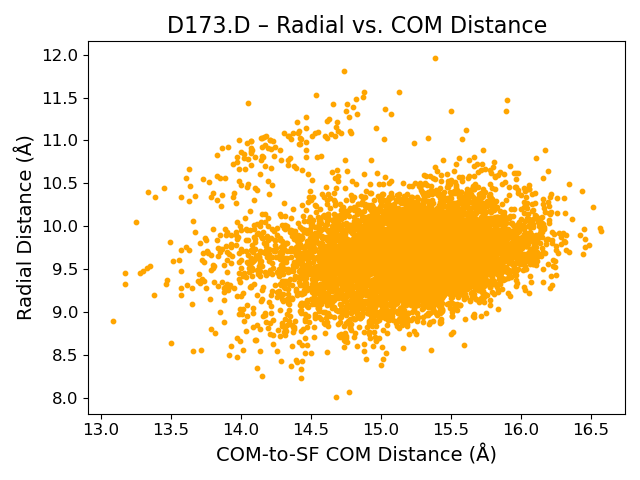 D173.D – Radial vs. COM Distance
Radial Distance (Å)
12.0
11.5
11.0
10.5
10.0
9.5
9.0
8.5
8.0
13.0 13.5 14.0 14.5 15.0 15.5 16.0 16.5
COM-to-SF COM Distance (Å)